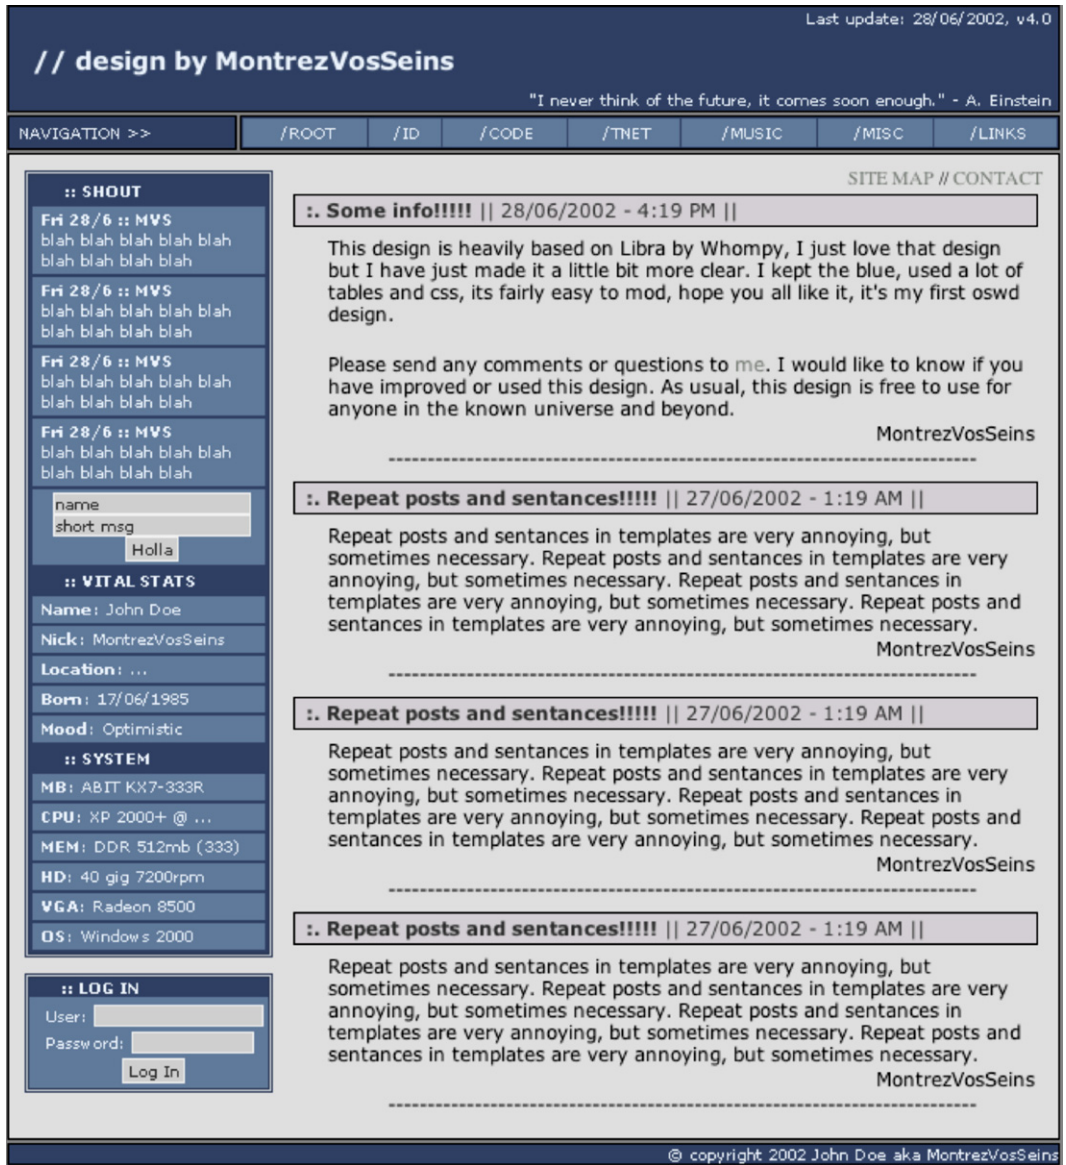 Last update: 28/06/2002, v4.0
// design by MontrezVosSeins
"I never think of the future, it comes soon enough." - A. Einstein
NAVIGATION >>
/ROOT
/ID
/CODE
/TNET
/MUSIC
/MISC
/LINKS
:: SHOUT
Fri 28/6 :: MVS
blah blah blah blah blah
blah blah blah blah
Fri 28/6 :: MVS
blah blah blah blah blah
blah blah blah blah
Fri 28/6 :: MVS
blah blah blah blah blah
blah blah blah blah
Fri 28/6 :: MVS
blah blah blah blah blah
blah blah blah blah
name
short msg
Holla
:: VITAL STATS
Name: John Doe
Nick: MontrezVosSeins
Location: ...
Born: 17/06/1985
Mood: Optimistic
:: SYSTEM
MB: ABIT KX7-333R
CPU: XP 2000+ @ ...
MEM: DDR 512mb (333)
HD: 40 gig 7200rpm
VGA: Radeon 8500
OS: Windows 2000
:: LOG IN
User:
Password:
Log In
SITE MAP // CONTACT
:. Some info!!!!! || 28/06/2002 - 4:19 PM ||
This design is heavily based on Libra by Whompy, I just love that design
but I have just made it a little bit more clear. I kept the blue, used a lot of
tables and css, its fairly easy to mod, hope you all like it, it's my first oswd
design.
Please send any comments or questions to me. I would like to know if you
have improved or used this design. As usual, this design is free to use for
anyone in the known universe and beyond.
MontrezVosSeins
---------------------------------------------------------------------------
:. Repeat posts and sentances!!!!! || 27/06/2002 - 1:19 AM ||
Repeat posts and sentances in templates are very annoying, but
sometimes necessary. Repeat posts and sentances in templates are very
annoying, but sometimes necessary. Repeat posts and sentances in
templates are very annoying, but sometimes necessary. Repeat posts and
sentances in templates are very annoying, but sometimes necessary.
MontrezVosSeins
---------------------------------------------------------------------------
:. Repeat posts and sentances!!!!! || 27/06/2002 - 1:19 AM ||
Repeat posts and sentances in templates are very annoying, but
sometimes necessary. Repeat posts and sentances in templates are very
annoying, but sometimes necessary. Repeat posts and sentances in
templates are very annoying, but sometimes necessary. Repeat posts and
sentances in templates are very annoying, but sometimes necessary.
MontrezVosSeins
---------------------------------------------------------------------------
:. Repeat posts and sentances!!!!! || 27/06/2002 - 1:19 AM ||
Repeat posts and sentances in templates are very annoying, but
sometimes necessary. Repeat posts and sentances in templates are very
annoying, but sometimes necessary. Repeat posts and sentances in
templates are very annoying, but sometimes necessary. Repeat posts and
sentances in templates are very annoying, but sometimes necessary.
MontrezVosSeins
---------------------------------------------------------------------------
© copyright 2002 John Doe aka MontrezVosSeins